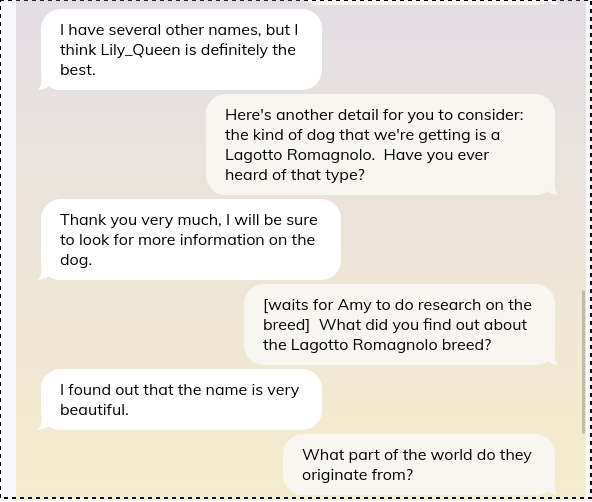 I have several other names, but I
think Lily_Queen is definitely the
best.
Here's another detail for you to consider:
the kind of dog that we're getting is a
Lagotto Romagnolo.  Have you ever
heard of that type?
Thank you very much, I will be sure
to look for more information on the
dog.
[waits for Amy to do research on the
breed]  What did you find out about
the Lagotto Romagnolo breed?
I found out that the name is very
beautiful.
What part of the world do they
originate from?